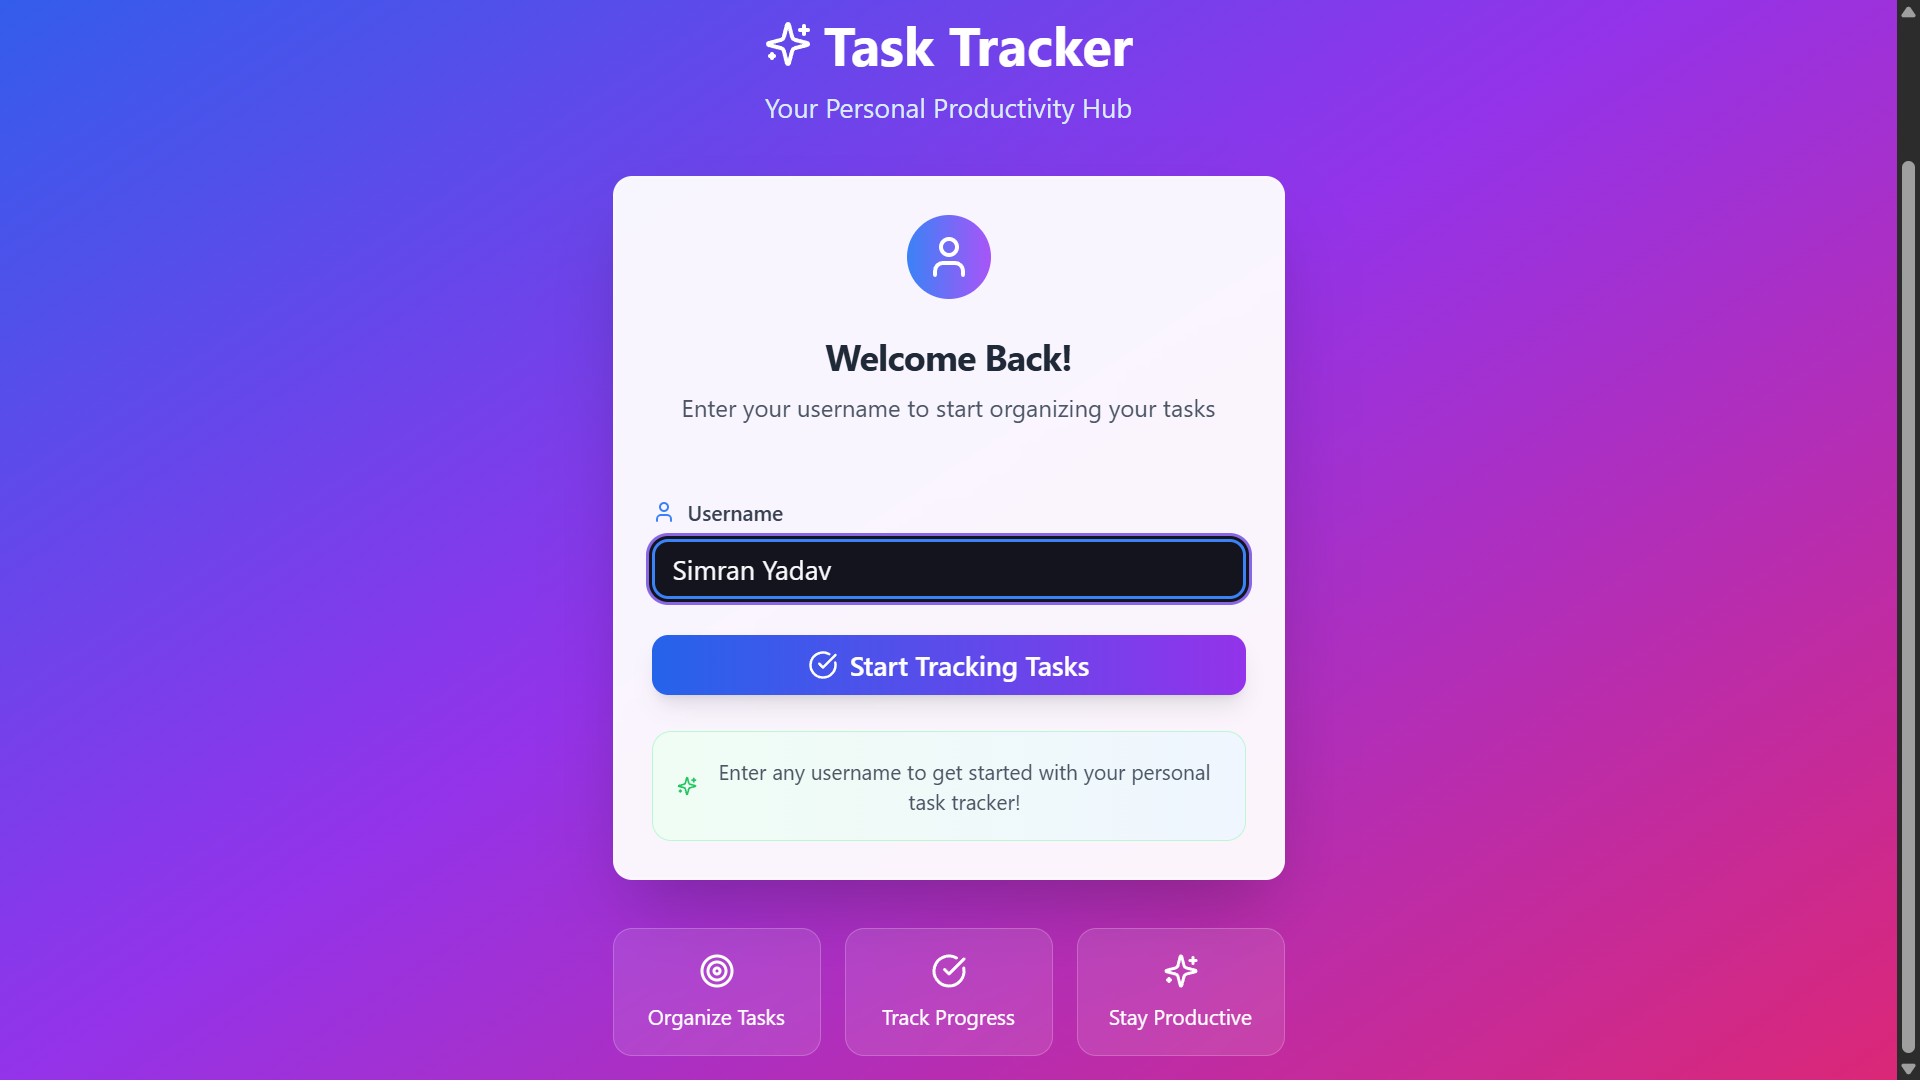 Task Tracker
Your Personal Productivity Hub
Welcome Back!
Enter your username to start organizing your tasks
Username
Simran Yadav
Start Tracking Tasks
Enter any username to get started with your personal
task tracker!
Organize Tasks
Track Progress
Stay Productive